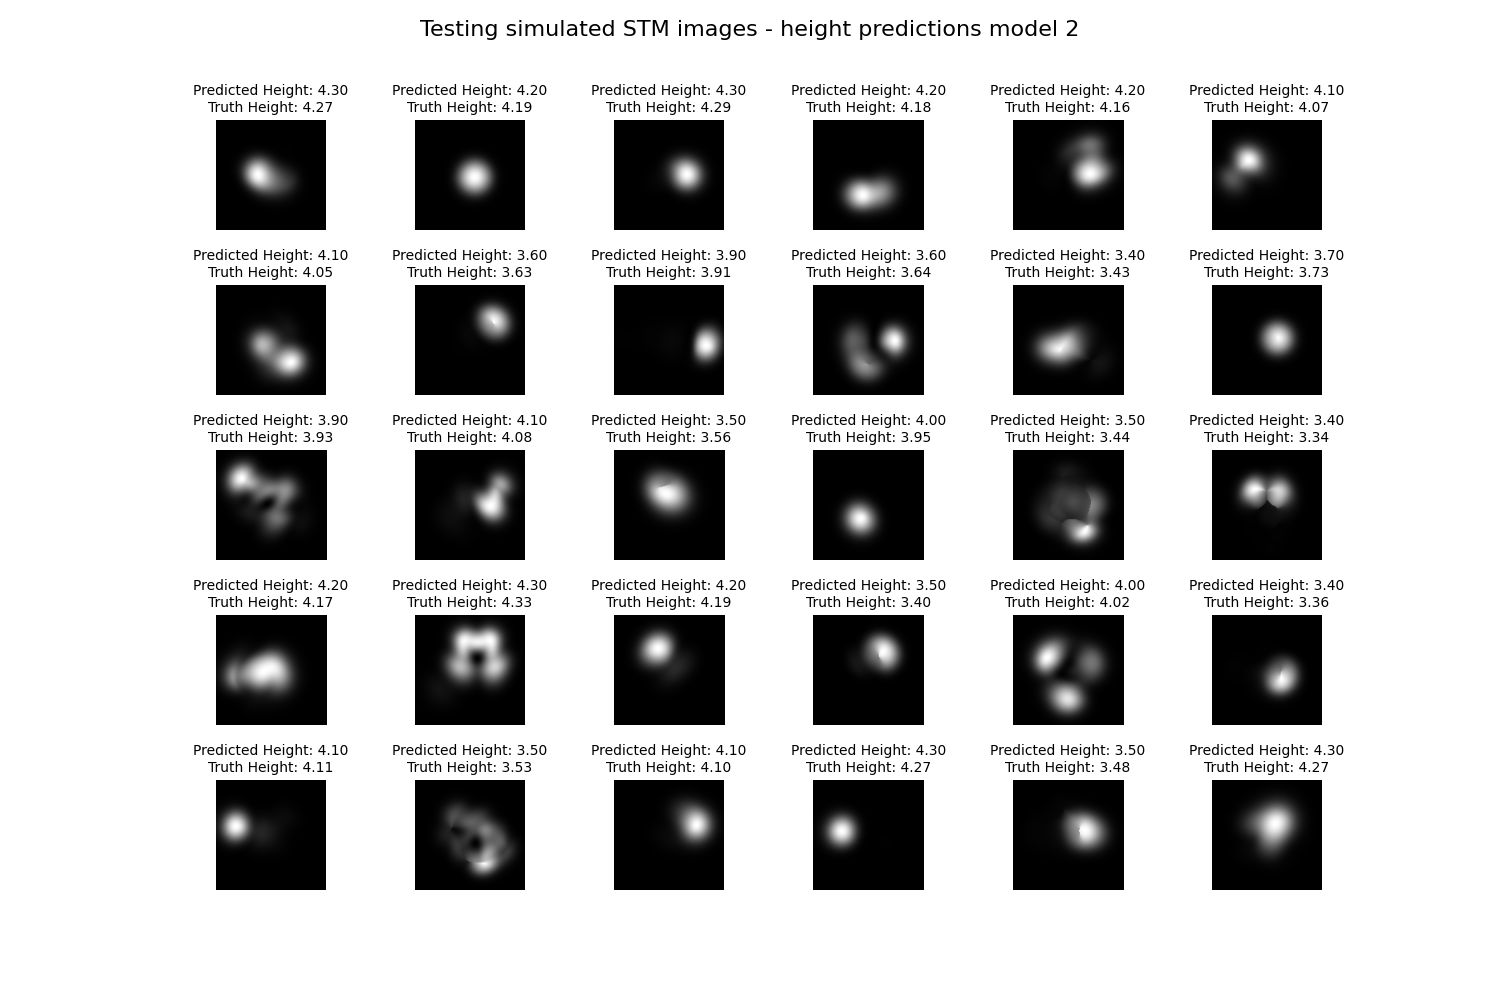 Testing simulated STM images - height predictions model 2
Predicted Height: 4.30
Truth Height: 4.27
Predicted Height: 4.20
Truth Height: 4.19
Predicted Height: 4.30
Truth Height: 4.29
Predicted Height: 4.20
Truth Height: 4.18
Predicted Height: 4.20
Truth Height: 4.16
Predicted Height: 4.10
Truth Height: 4.07
Predicted Height: 4.10
Truth Height: 4.05
Predicted Height: 3.60
Truth Height: 3.63
Predicted Height: 3.90
Truth Height: 3.91
Predicted Height: 3.60
Truth Height: 3.64
Predicted Height: 3.40
Truth Height: 3.43
Predicted Height: 3.70
Truth Height: 3.73
Predicted Height: 3.90
Truth Height: 3.93
Predicted Height: 4.10
Truth Height: 4.08
Predicted Height: 3.50
Truth Height: 3.56
Predicted Height: 4.00
Truth Height: 3.95
Predicted Height: 3.50
Truth Height: 3.44
Predicted Height: 3.40
Truth Height: 3.34
Predicted Height: 4.20
Truth Height: 4.17
Predicted Height: 4.30
Truth Height: 4.33
Predicted Height: 4.20
Truth Height: 4.19
Predicted Height: 3.50
Truth Height: 3.40
Predicted Height: 4.00
Truth Height: 4.02
Predicted Height: 3.40
Truth Height: 3.36
Predicted Height: 4.10
Truth Height: 4.11
Predicted Height: 3.50
Truth Height: 3.53
Predicted Height: 4.10
Truth Height: 4.10
Predicted Height: 4.30
Truth Height: 4.27
Predicted Height: 3.50
Truth Height: 3.48
Predicted Height: 4.30
Truth Height: 4.27